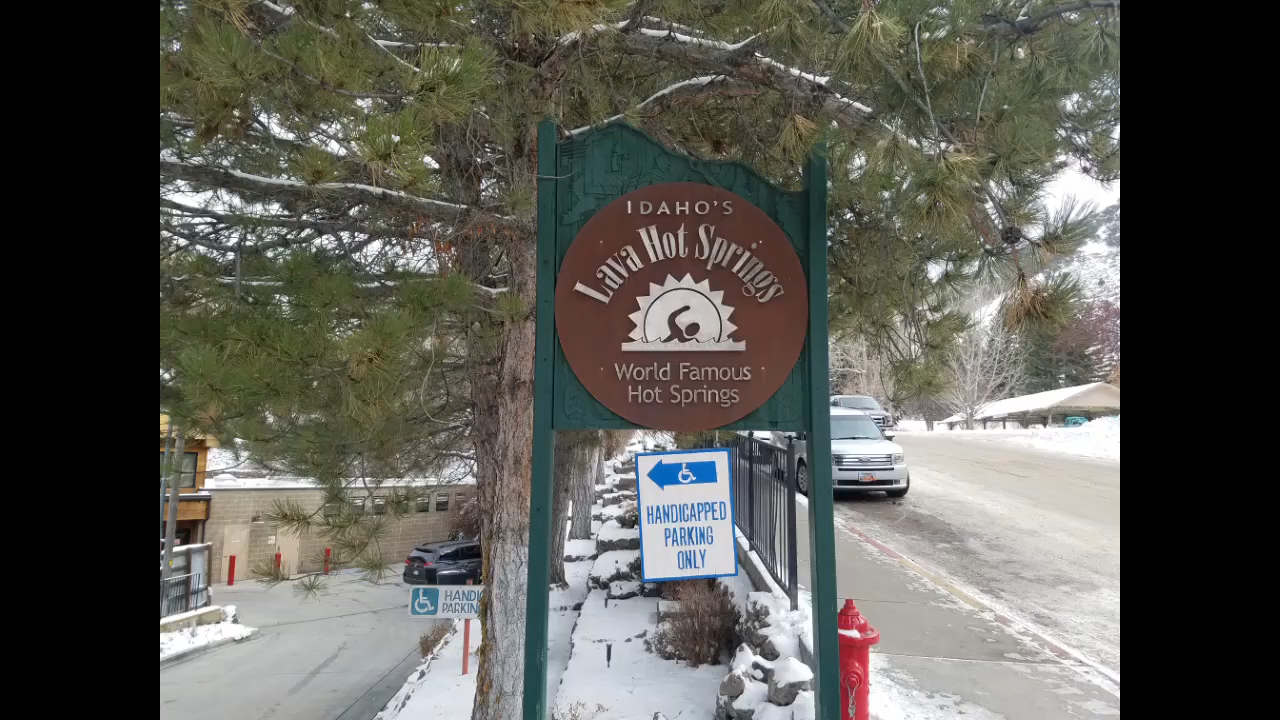 IDAHO'S
Lava Hot Springs
World Famous
Hot Springs
HANDICAPPED
PARKING
ONLY
HANDI
PARKIN